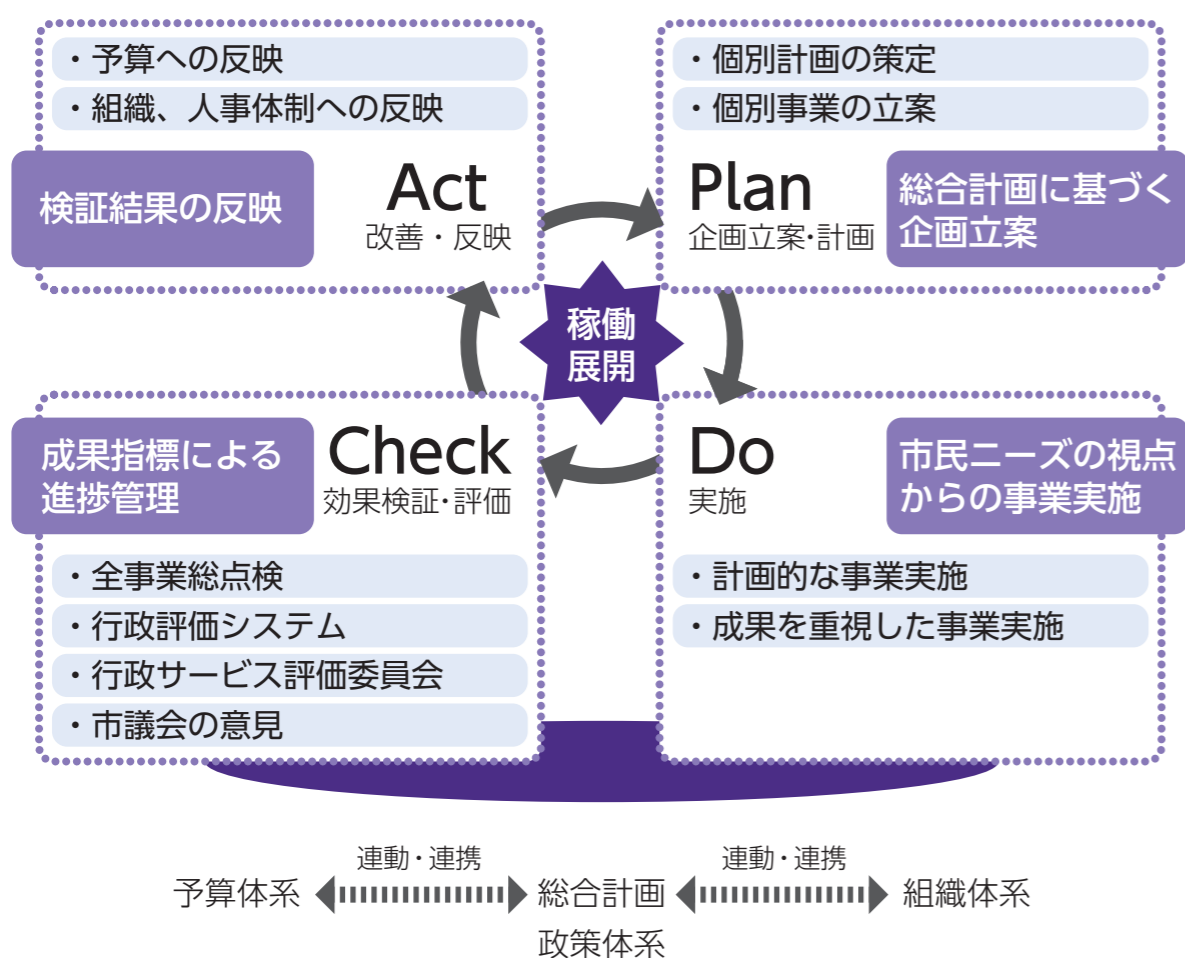 ・予算への反映
・組織、人事体制への反映
検証結果の反映
Act
改善・反映
・個別計画の策定
・個別事業の立案
Plan
企画立案・計画
総合計画に基づく
企画立案
稼働
展開
成果指標による
進捗管理
Check
効果検証・評価
・全事業総点検
・行政評価システム
・行政サービス評価委員会
・市議会の意見
Do
実施
市民ニーズの視点
からの事業実施
・計画的な事業実施
・成果を重視した事業実施
連動・連携
連動・連携
予算体系
総合計画
組織体系
政策体系